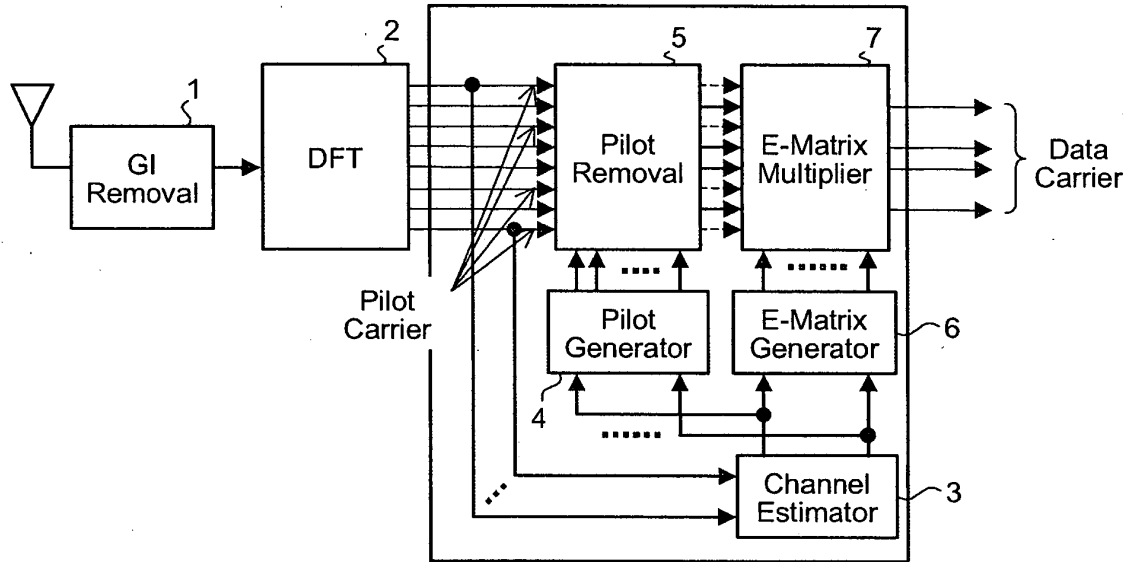 1
GI
Removal
2
DFT
5
Pilot
Removal
7
E-Matrix
Multiplier
Data
Carrier
Pilot
Carrier
Pilot
Generator
4
E-Matrix
Generator
6
Channel
Estimator
3